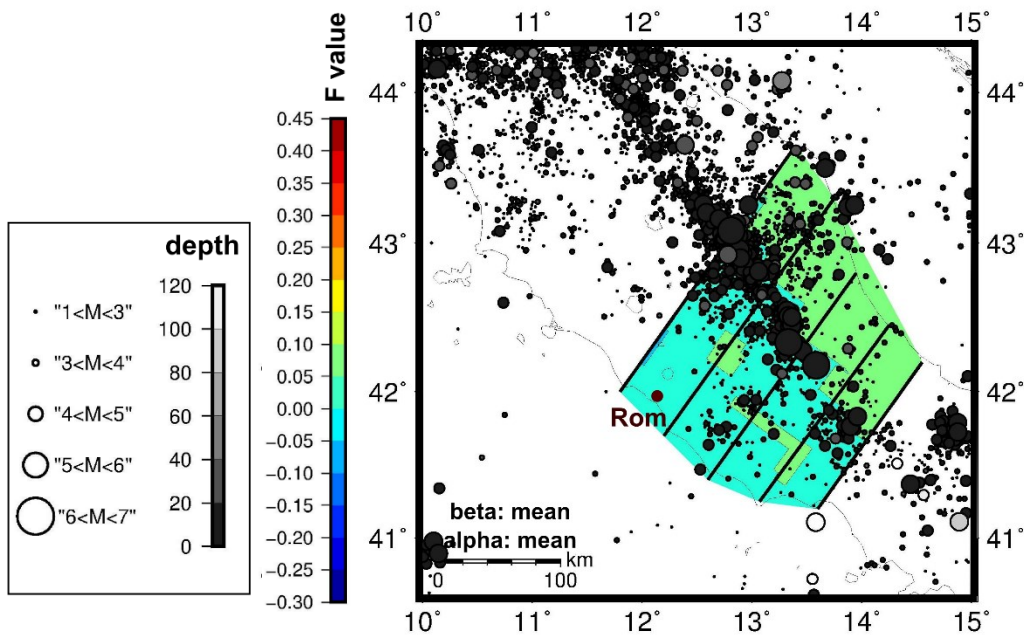 depth
120
100
80
60
40
20
0
"1<M<3"
"3<M<4"
"4<M<5"
"5<M<6"
"6<M<7"
F value
0.45
0.40
0.35
0.30
0.25
0.20
0.15
0.10
0.05
0.00
−0.05
−0.10
−0.15
−0.20
−0.25
−0.30
10˚ 11˚ 12˚ 13˚ 14˚ 15˚
44˚ 44˚
43˚ 43˚
42˚ 42˚
Rom
41˚ 41˚
beta: mean
alpha: mean
km
0 100
10˚ 11˚ 12˚ 13˚ 14˚ 15˚